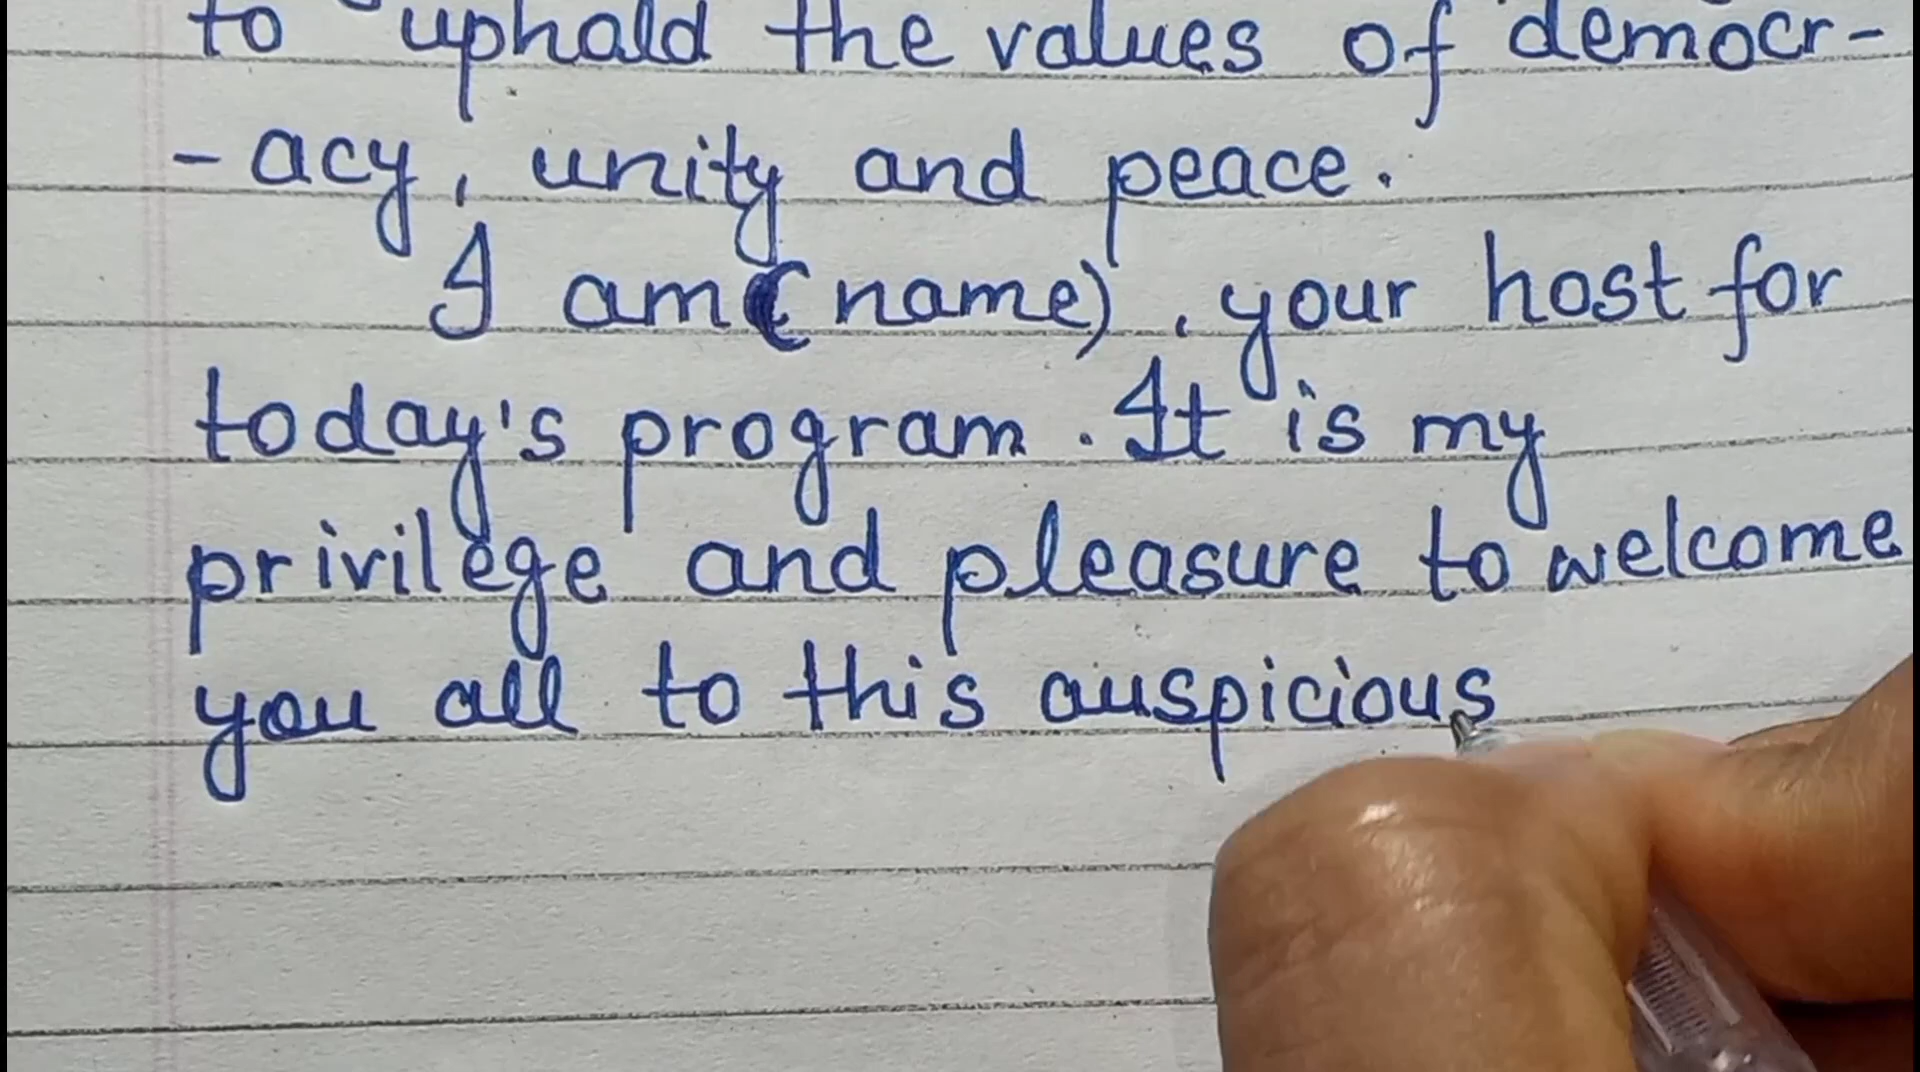 to uphold the values of democr-
-acy, unity and peace.
I am (name), your host for
today's program. It is my
privilege and pleasure to welcome
you all to this auspicious